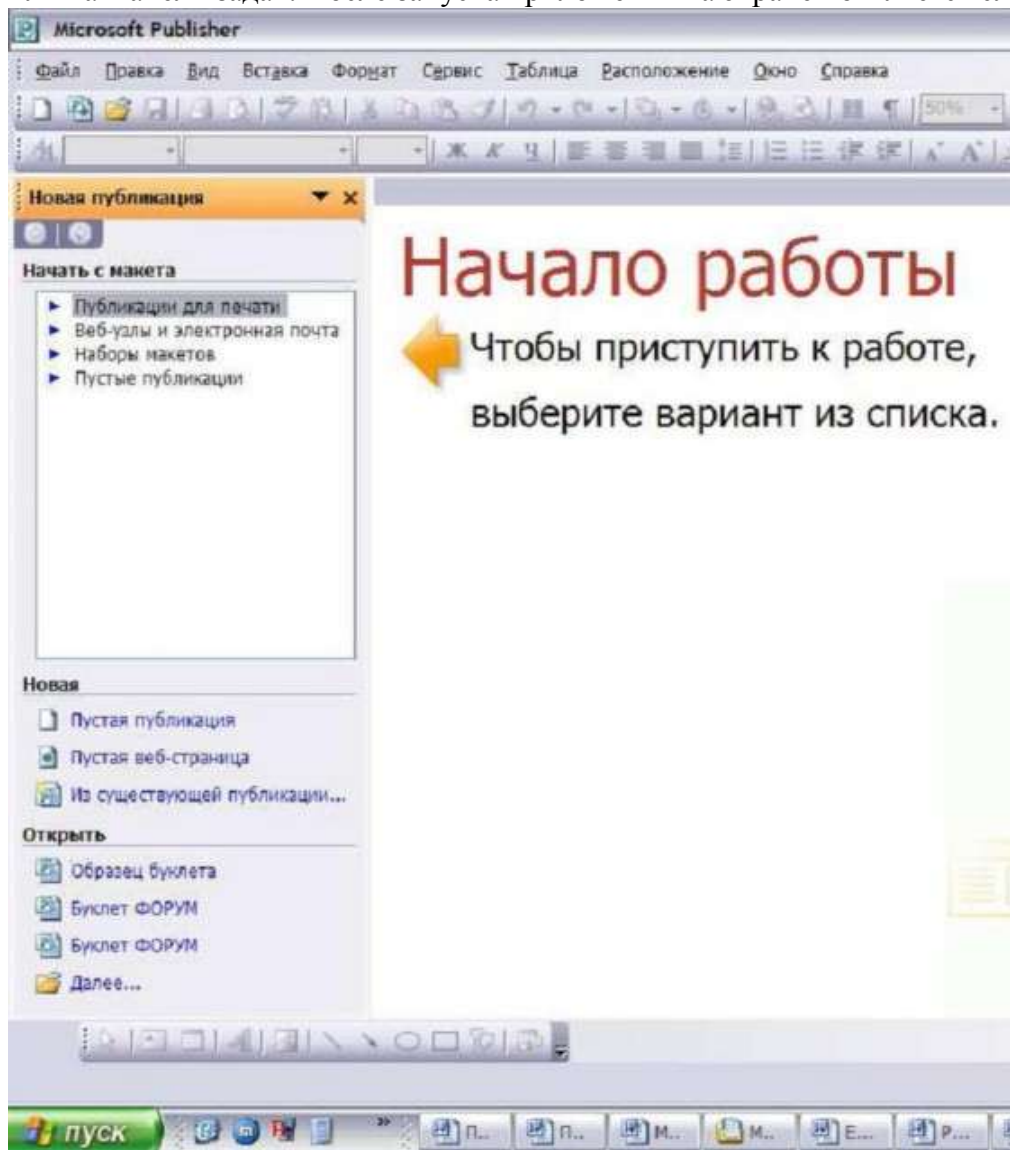 Microsoft Publisher
Файл Правка Вид Вставка Формат Сервис Таблица Расположение Окно Справка
50%
Ж К Ч
Новая публикация
Начать с макета
Публикации для печати
Веб-узлы и электронная почта
Наборы макетов
Пустые публикации
Начало работы
Чтобы приступить к работе,
выберите вариант из списка.
Новая
Пустая публикация
Пустая веб-страница
Из существующей публикации...
Открыть
Образец буклета
Буклет ФОРУМ
Буклет ФОРУМ
Далее...
пуск
П... П... М... М... Е... Р...